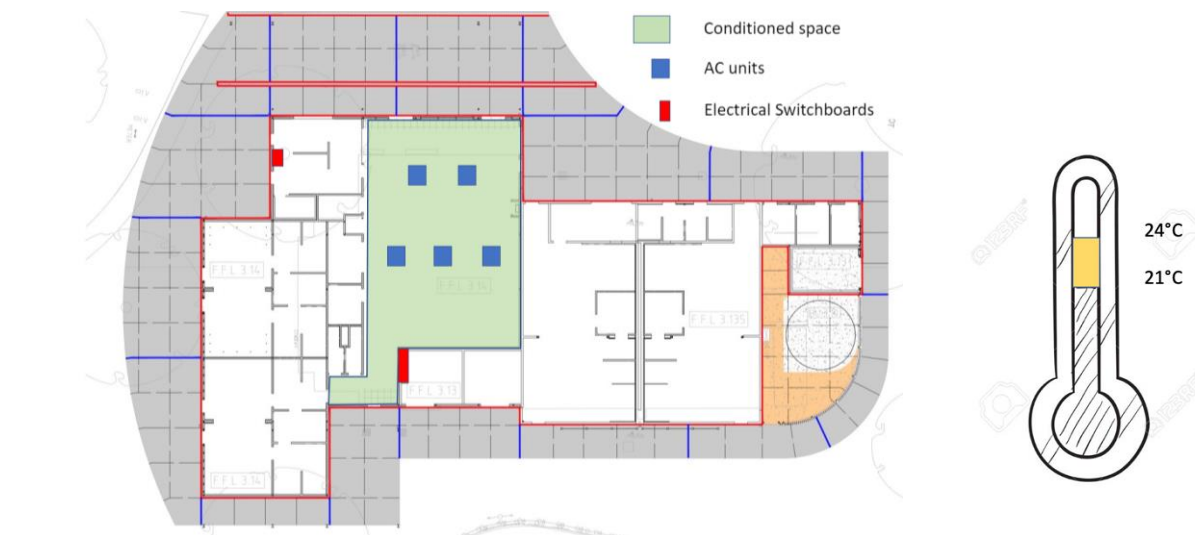 Conditioned space
AC units
Electrical Switchboards
24°C
21°C
F.F.L 3.14
F.F.L 3.14
F.F.L 3.135
F.F.L 3.13
F.F.L 3.14